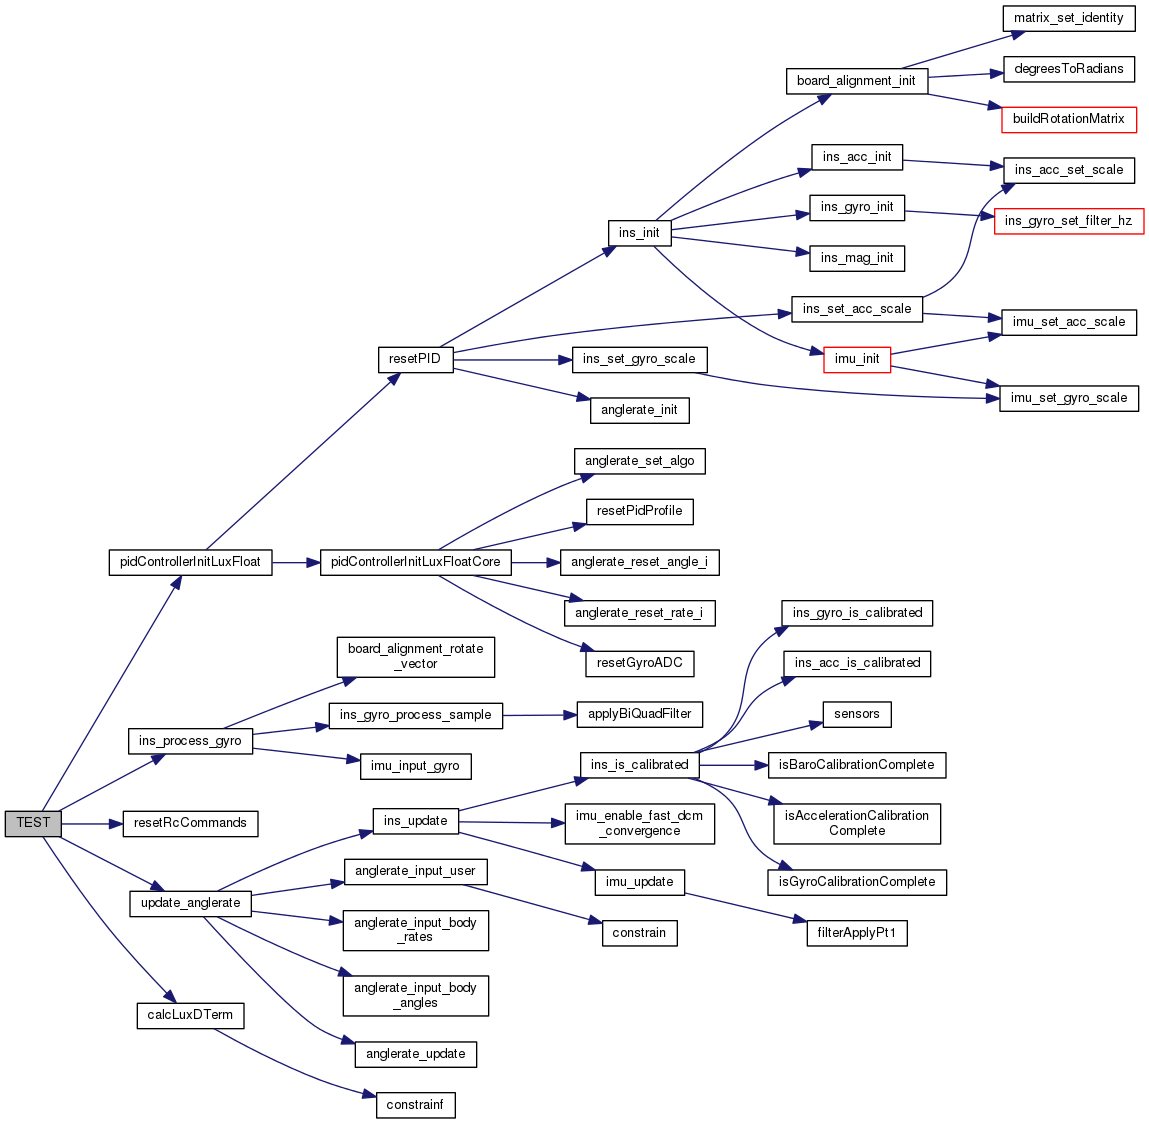 matrix_set_identity
degreesToRadians
board_alignment_init
buildRotationMatrix
ins_acc_init
ins_acc_set_scale
ins_gyro_init
ins_gyro_set_filter_hz
ins_init
ins_mag_init
ins_set_acc_scale
imu_set_acc_scale
resetPID
ins_set_gyro_scale
imu_init
imu_set_gyro_scale
anglerate_init
anglerate_set_algo
resetPidProfile
pidControllerInitLuxFloat
pidControllerInitLuxFloatCore
anglerate_reset_angle_i
anglerate_reset_rate_i
ins_gyro_is_calibrated
board_alignment_rotate
_vector
resetGyroADC
ins_acc_is_calibrated
ins_gyro_process_sample
applyBiQuadFilter
sensors
ins_process_gyro
imu_input_gyro
ins_is_calibrated
isBaroCalibrationComplete
TEST
resetRcCommands
ins_update
imu_enable_fast_dcm
_convergence
isAccelerationCalibration
Complete
anglerate_input_user
imu_update
isGyroCalibrationComplete
update_anglerate
anglerate_input_body
_rates
constrain
filterApplyPt1
anglerate_input_body
_angles
calcLuxDTerm
anglerate_update
constrainf